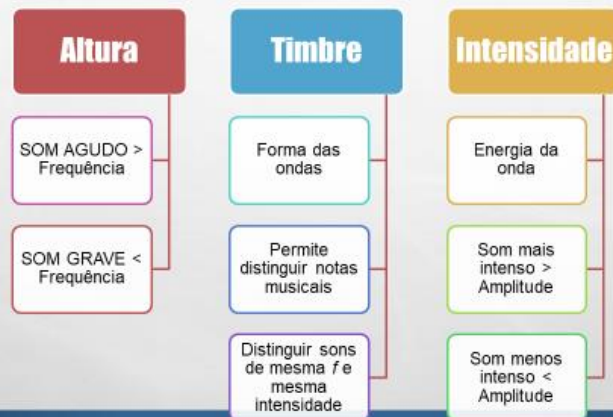 Altura
SOM AGUDO >
Frequência
SOM GRAVE <
Frequência
Timbre
Forma das
ondas
Permite
distinguir notas
musicais
Distinguir sons
de mesma f e
mesma
intensidade
Intensidade
Energia da
onda
Som mais
intenso >
Amplitude
Som menos
intenso <
Amplitude